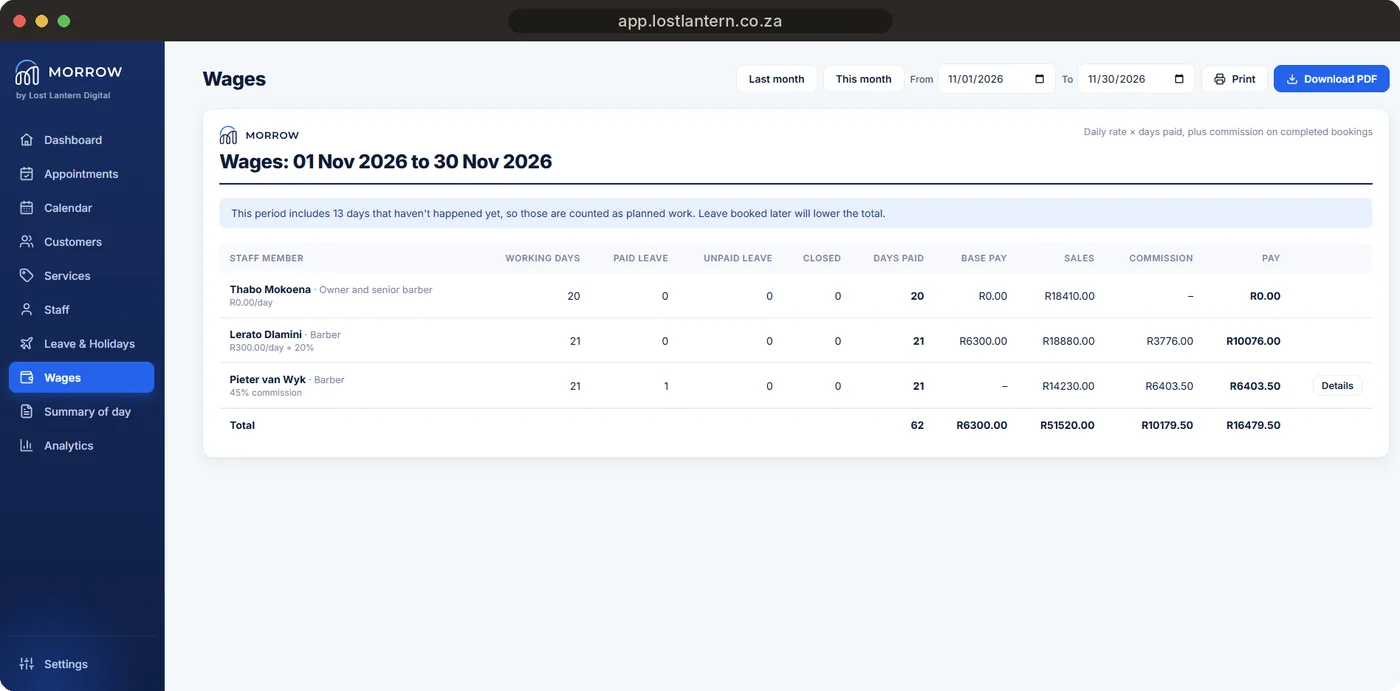 app.lostlantern.co.za
MORROW
by Lost Lantern Digital
Dashboard
Appointments
Calendar
Customers
Services
Staff
Leave & Holidays
Wages
Summary of day
Analytics
Settings
Wages
Last month This month From 11/01/2026 To 11/30/2026 Print Download PDF
MORROW
Daily rate × days paid, plus commission on completed bookings
Wages: 01 Nov 2026 to 30 Nov 2026
This period includes 13 days that haven't happened yet, so those are counted as planned work. Leave booked later will lower the total.
STAFF MEMBER WORKING DAYS PAID LEAVE UNPAID LEAVE CLOSED DAYS PAID BASE PAY SALES COMMISSION PAY
Thabo Mokoena · Owner and senior barber
R0.00/day
20 0 0 0 20 R0.00 R18410.00 – R0.00
Lerato Dlamini · Barber
R300.00/day + 20%
21 0 0 0 21 R6300.00 R18880.00 R3776.00 R10076.00
Pieter van Wyk · Barber
45% commission
21 1 0 0 21 – R14230.00 R6403.50 R6403.50 Details
Total 62 R6300.00 R51520.00 R10179.50 R16479.50